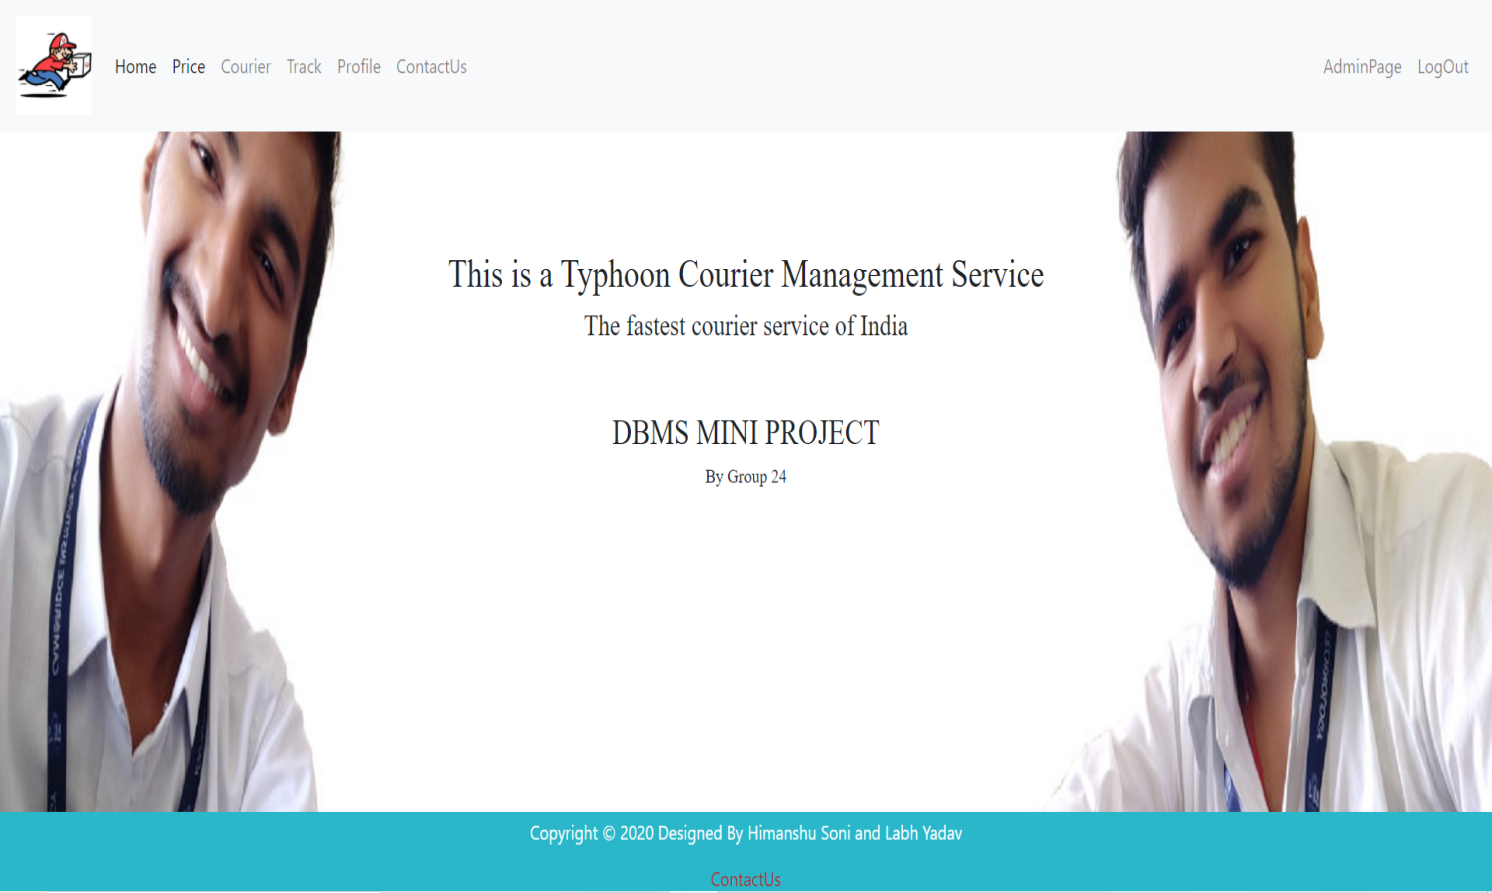 Home Price Courier Track Profile ContactUs AdminPage LogOut
This is a Typhoon Courier Management Service
The fastest courier service of India
DBMS MINI PROJECT
By Group 24
Copyright © 2020 Designed By Himanshu Soni and Labh Yadav
ContactUs